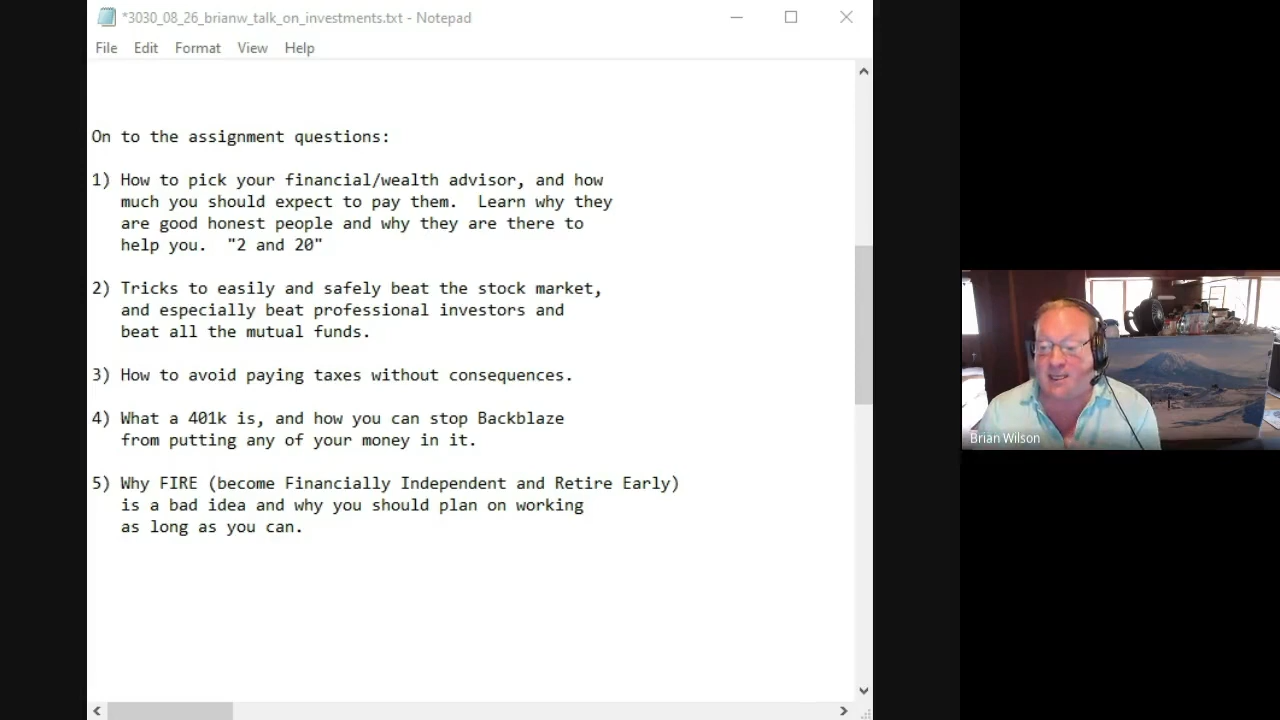 *3030_08_26_brianw_talk_on_investments.txt - Notepad
File Edit Format View Help
On to the assignment questions:
1) How to pick your financial/wealth advisor, and how
much you should expect to pay them.  Learn why they
are good honest people and why they are there to
help you.  "2 and 20"
2) Tricks to easily and safely beat the stock market,
and especially beat professional investors and
beat all the mutual funds.
3) How to avoid paying taxes without consequences.
4) What a 401k is, and how you can stop Backblaze
from putting any of your money in it.
5) Why FIRE (become Financially Independent and Retire Early)
is a bad idea and why you should plan on working
as long as you can.
Brian Wilson